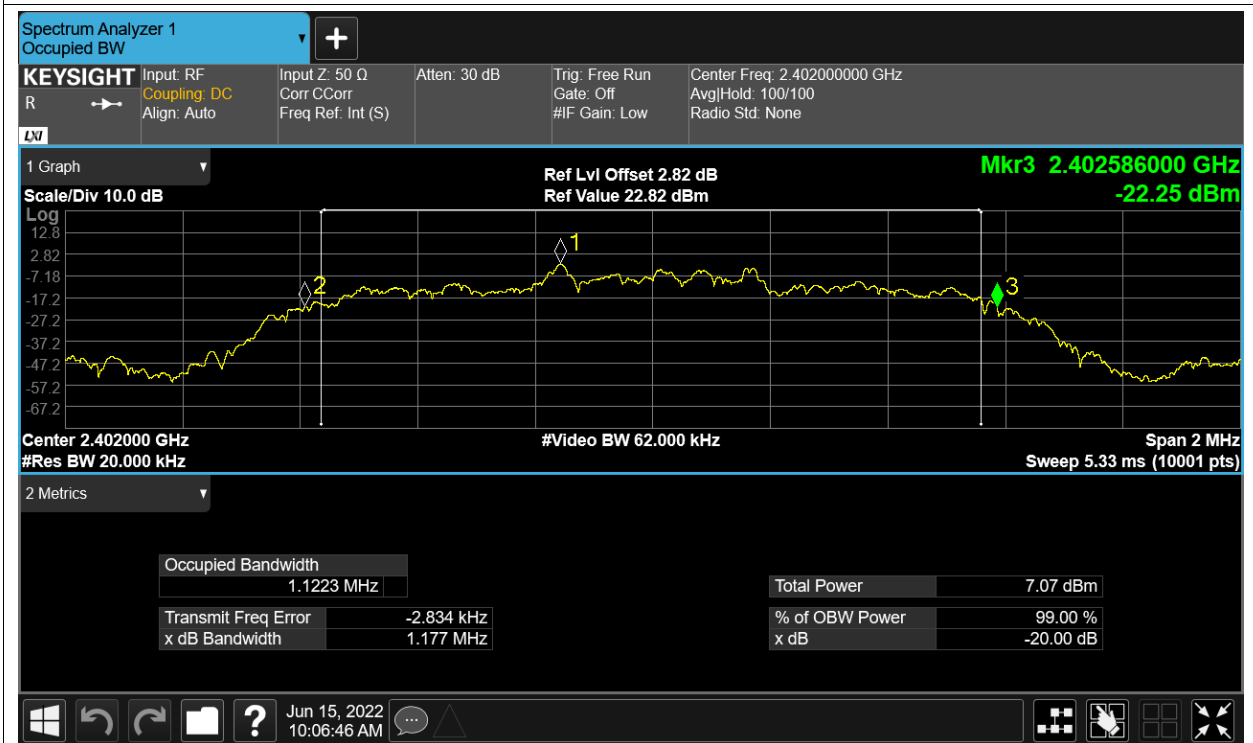 Spectrum Analyzer 1
Occupied BW
KEYSIGHT
R
LXI
Input: RF
Coupling: DC
Align: Auto
Input Z: 50 Ω
Corr CCorr
Freq Ref: Int (S)
Atten: 30 dB
Trig: Free Run
Gate: Off
#IF Gain: Low
Center Freq: 2.402000000 GHz
Avg|Hold: 100/100
Radio Std: None
1 Graph
Scale/Div 10.0 dB
Ref Lvl Offset 2.82 dB
Ref Value 22.82 dBm
Mkr3 2.402586000 GHz
-22.25 dBm
Log
12.8
2.82
-7.18
-17.2
-27.2
-37.2
-47.2
-57.2
-67.2
1
2
3
Center 2.402000 GHz
#Video BW 62.000 kHz
Span 2 MHz
#Res BW 20.000 kHz
Sweep 5.33 ms (10001 pts)
2 Metrics
Occupied Bandwidth
1.1223 MHz
Transmit Freq Error -2.834 kHz
x dB Bandwidth 1.177 MHz
Total Power 7.07 dBm
% of OBW Power 99.00 %
x dB -20.00 dB
?
Jun 15, 2022
10:06:46 AM